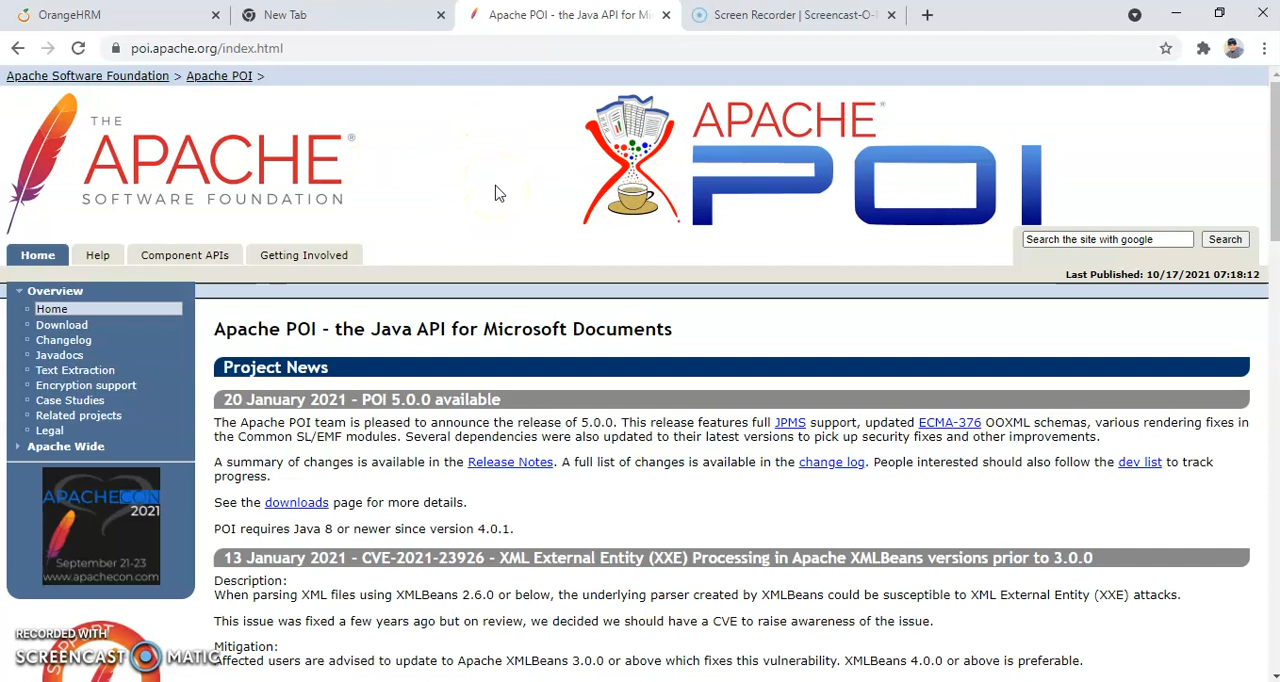 OrangeHRM
New Tab
Apache POI - the Java API for Mi
Screen Recorder | Screencast-O-
poi.apache.org/index.html
Apache Software Foundation > Apache POI >
THE
APACHE®
SOFTWARE FOUNDATION
APACHE®
POI
Search the site with google
Search
Home
Help
Component APIs
Getting Involved
Last Published: 10/17/2021 07:18:12
Overview
Home
Download
Changelog
Javadocs
Text Extraction
Encryption support
Case Studies
Related projects
Legal
Apache Wide
APACHECON
2021
September 21-23
www.apachecon.com
Apache POI - the Java API for Microsoft Documents
Project News
20 January 2021 - POI 5.0.0 available
The Apache POI team is pleased to announce the release of 5.0.0. This release features full JPMS support, updated ECMA-376 OOXML schemas, various rendering fixes in
the Common SL/EMF modules. Several dependencies were also updated to their latest versions to pick up security fixes and other improvements.
A summary of changes is available in the Release Notes. A full list of changes is available in the change log. People interested should also follow the dev list to track
progress.
See the downloads page for more details.
POI requires Java 8 or newer since version 4.0.1.
13 January 2021 - CVE-2021-23926 - XML External Entity (XXE) Processing in Apache XMLBeans versions prior to 3.0.0
Description:
When parsing XML files using XMLBeans 2.6.0 or below, the underlying parser created by XMLBeans could be susceptible to XML External Entity (XXE) attacks.
This issue was fixed a few years ago but on review, we decided we should have a CVE to raise awareness of the issue.
Mitigation:
Affected users are advised to update to Apache XMLBeans 3.0.0 or above which fixes this vulnerability. XMLBeans 4.0.0 or above is preferable.
RECORDED WITH
SCREENCAST MATIC